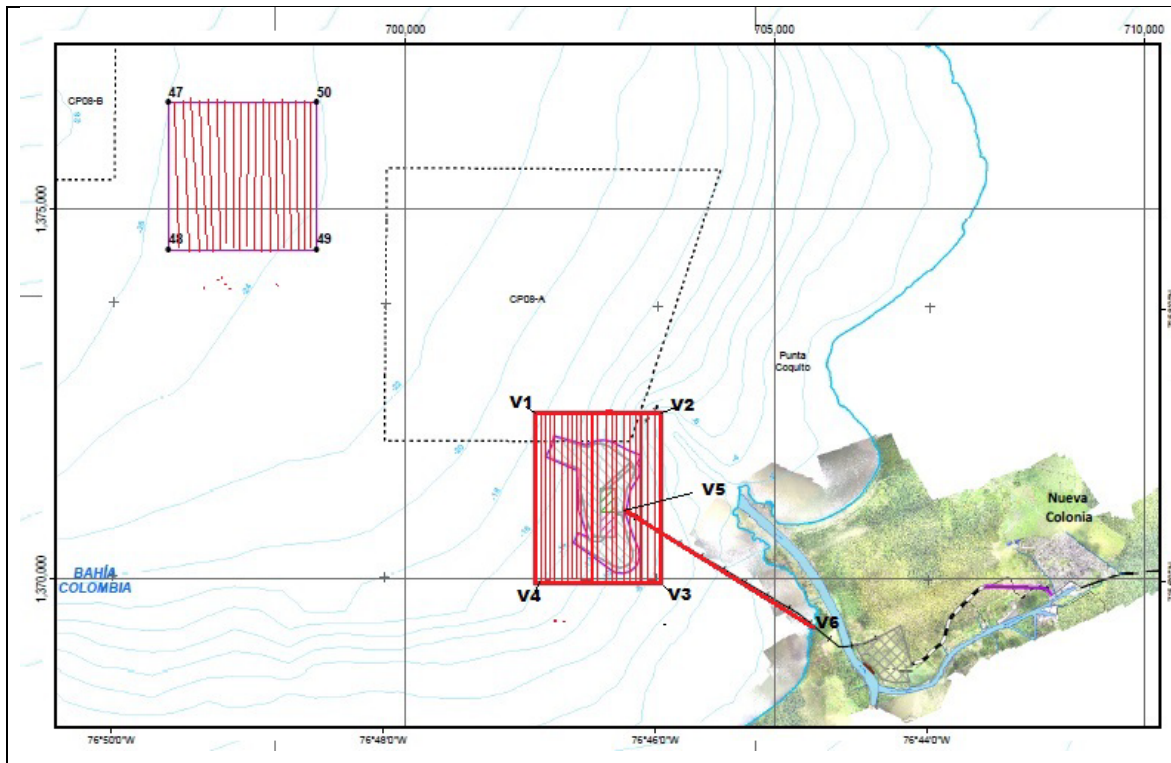 700,000
705,000
710,000
47
50
CP09-B
1,375,000
48
49
CP09-A
Punta
Coquito
V1
V2
V5
Nueva
Colonia
1,370,000
BAHÍA
COLOMBIA
V4
V3
V6
76°50'0"W
76°48'0"W
76°46'0"W
76°44'0"W